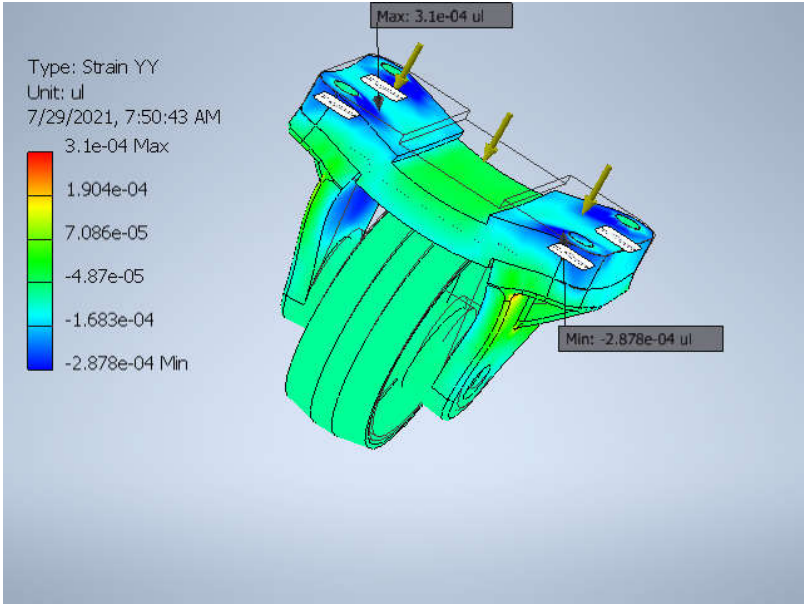 Max: 3.1e-04 ul
Type: Strain YY
Unit: ul
7/29/2021, 7:50:43 AM
3.1e-04 Max
1.904e-04
7.086e-05
-4.87e-05
-1.683e-04
-2.878e-04 Min
Min: -2.878e-04 ul